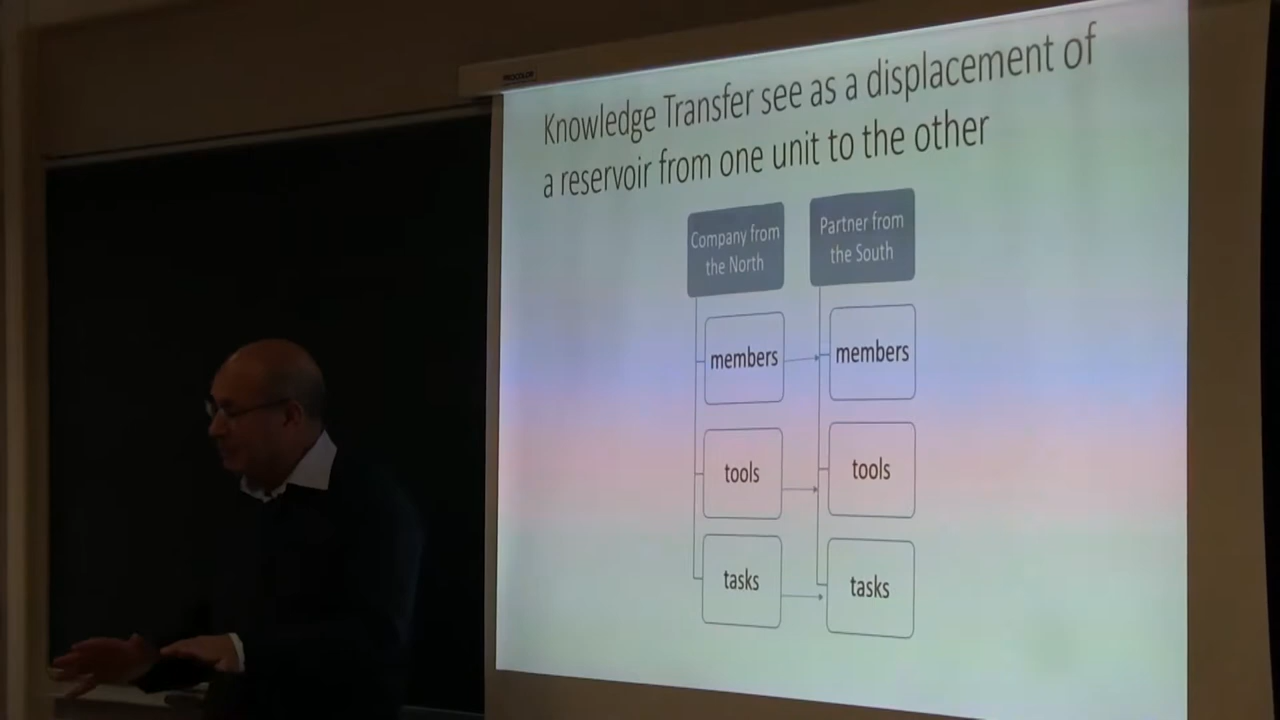 PROCOLOR
Knowledge Transfer see as a displacement of
a reservoir from one unit to the other
Company from
the North
Partner from
the South
members
members
tools
tools
tasks
tasks